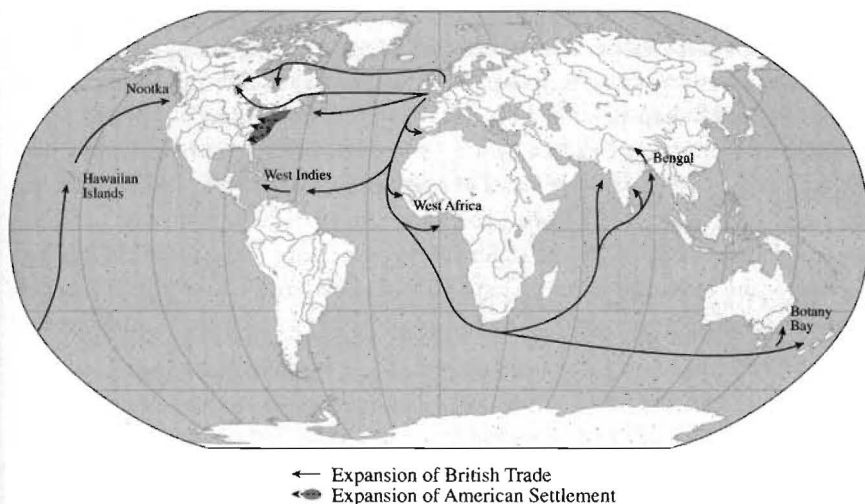 Nootka
Hawaiian
Islands
West Indies
West Africa
Bengal
Botany
Bay
Expansion of British Trade
Expansion of American Settlement